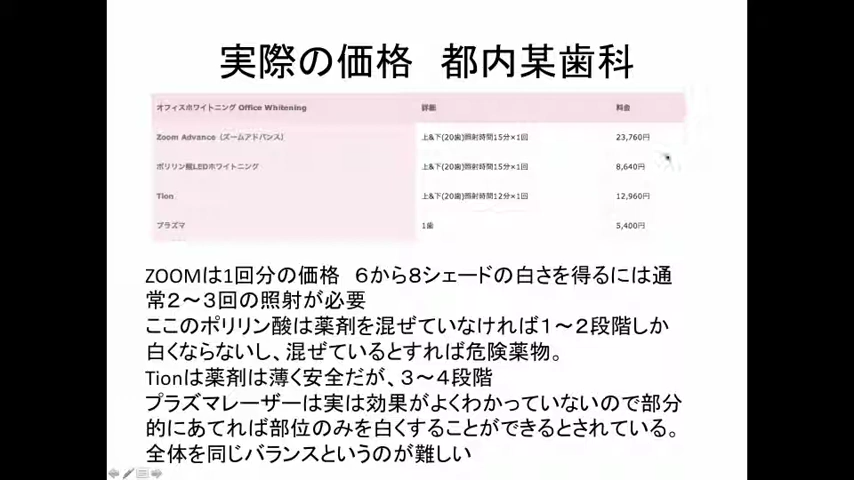 実際の価格　都内某歯科
オフィスホワイトニング Office Whitening　詳細　料金
Zoom Advance（ズームアドバンス）　上&下(20歯)照射時間15分×1回　23,760円
ポリリン酸LEDホワイトニング　上&下(20歯)照射時間15分×1回　8,640円
Tion　上&下(20歯)照射時間12分×1回　12,960円
プラズマ　1歯　5,400円
ZOOMは1回分の価格　６から８シェードの白さを得るには通
常２～３回の照射が必要
ここのポリリン酸は薬剤を混ぜていなければ１～２段階しか
白くならないし、混ぜているとすれば危険薬物。
Tionは薬剤は薄く安全だが、３～４段階
プラズマレーザーは実は効果がよくわかっていないので部分
的にあてれば部位のみを白くすることができるとされている。
全体を同じバランスというのが難しい